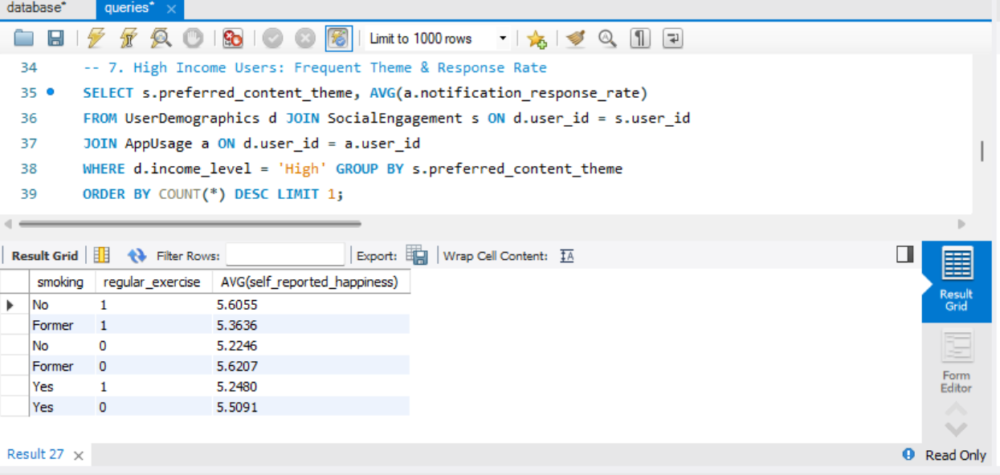 database*
queries*
Limit to 1000 rows
34 -- 7. High Income Users: Frequent Theme & Response Rate
35 SELECT s.preferred_content_theme, AVG(a.notification_response_rate)
36 FROM UserDemographics d JOIN SocialEngagement s ON d.user_id = s.user_id
37 JOIN AppUsage a ON d.user_id = a.user_id
38 WHERE d.income_level = 'High' GROUP BY s.preferred_content_theme
39 ORDER BY COUNT(*) DESC LIMIT 1;
Result Grid Filter Rows: Export: Wrap Cell Content: IA
smoking regular_exercise AVG(self_reported_happiness)
No 1 5.6055
Former 1 5.3636
No 0 5.2246
Former 0 5.6207
Yes 1 5.2480
Yes 0 5.5091
Result
Grid
Form
Editor
Result 27
Read Only